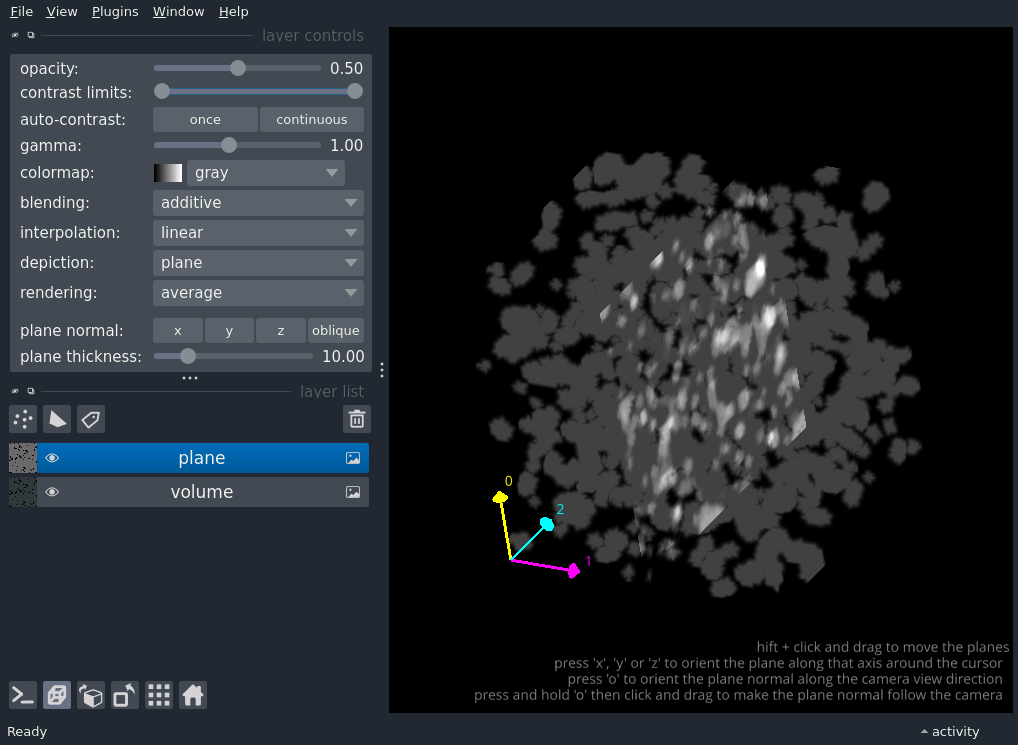 File View Plugins Window Help
layer controls
opacity: 0.50
contrast limits:
auto-contrast: once continuous
gamma: 1.00
colormap: gray
blending: additive
interpolation: linear
depiction: plane
rendering: average
plane normal: x y z oblique
plane thickness: 10.00
layer list
plane
volume
0
2
1
hift + click and drag to move the planes
press 'x', 'y' or 'z' to orient the plane along that axis around the cursor
press 'o' to orient the plane normal along the camera view direction
press and hold 'o' then click and drag to make the plane normal follow the camera
Ready activity